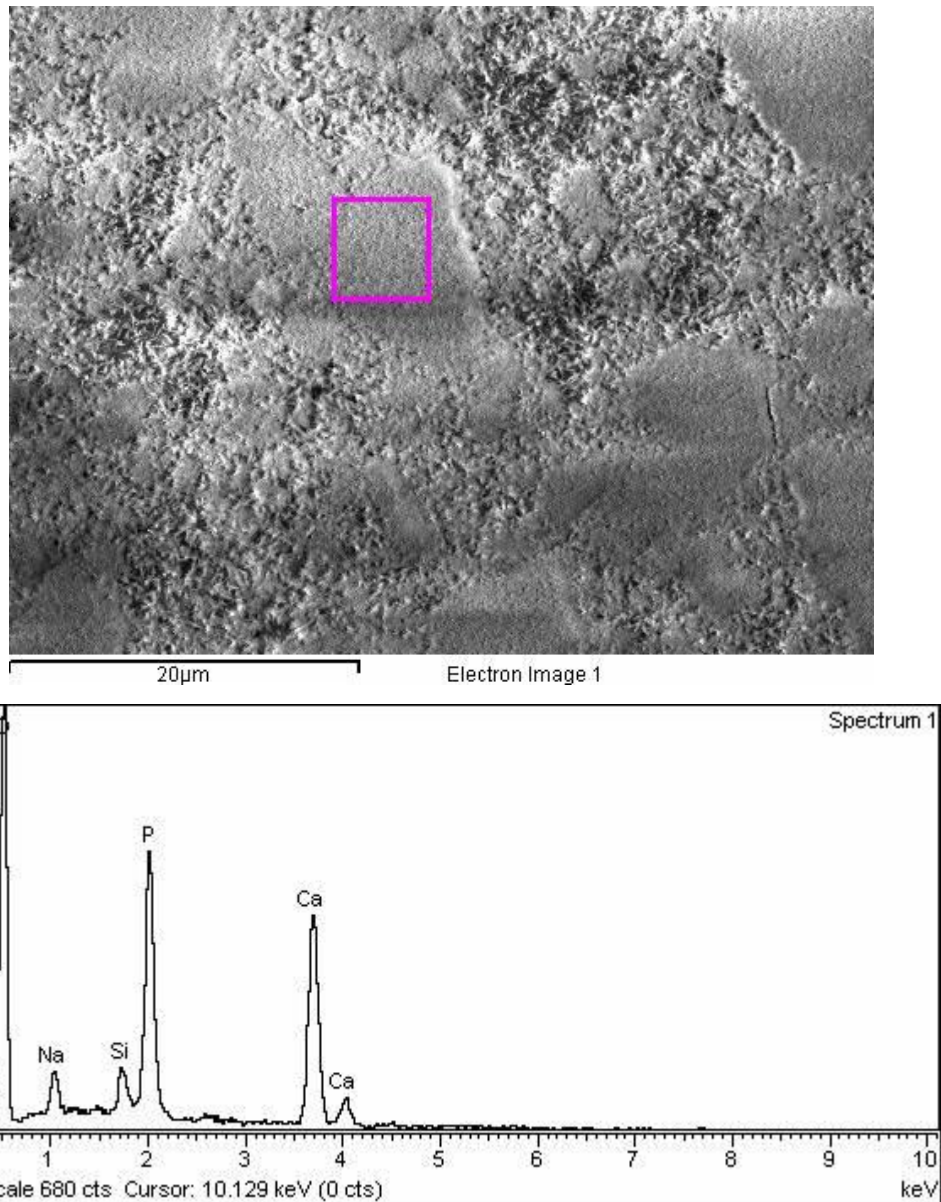 20µm Electron Image 1
Spectrum 1
P
Ca
Na Si
Ca
1 2 3 4 5 6 7 8 9 10
cale 680 cts Cursor: 10.129 keV (0 cts) keV